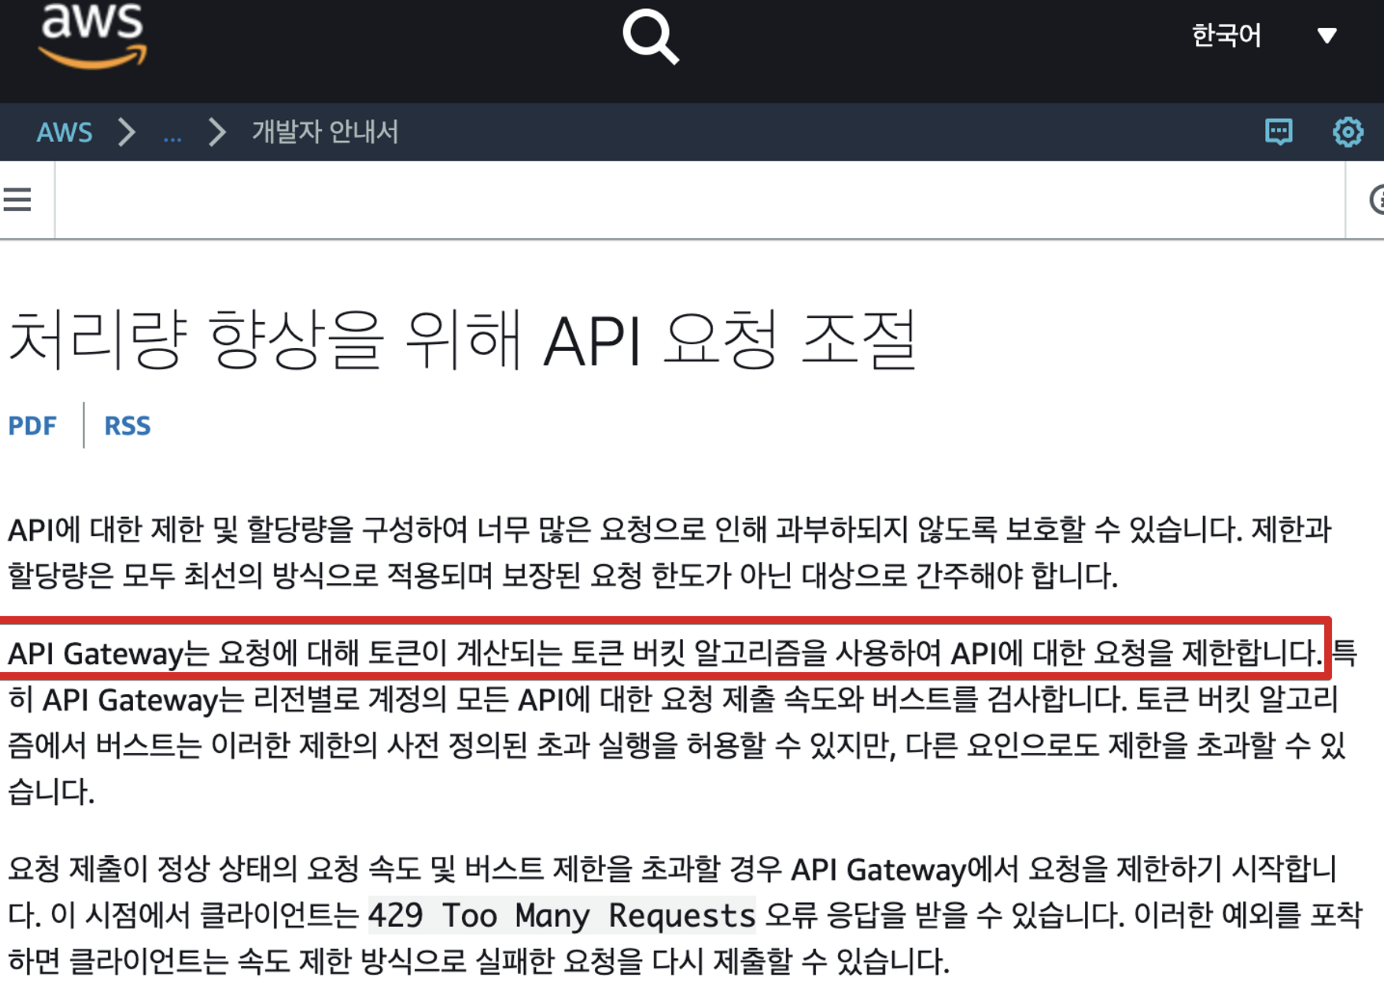 aws
한국어
AWS > ... > 개발자 안내서
처리량 향상을 위해 API 요청 조절
PDF | RSS
API에 대한 제한 및 할당량을 구성하여 너무 많은 요청으로 인해 과부하되지 않도록 보호할 수 있습니다. 제한과
할당량은 모두 최선의 방식으로 적용되며 보장된 요청 한도가 아닌 대상으로 간주해야 합니다.
API Gateway는 요청에 대해 토큰이 계산되는 토큰 버킷 알고리즘을 사용하여 API에 대한 요청을 제한합니다. 특
히 API Gateway는 리전별로 계정의 모든 API에 대한 요청 제출 속도와 버스트를 검사합니다. 토큰 버킷 알고리
즘에서 버스트는 이러한 제한의 사전 정의된 초과 실행을 허용할 수 있지만, 다른 요인으로도 제한을 초과할 수 있
습니다.
요청 제출이 정상 상태의 요청 속도 및 버스트 제한을 초과할 경우 API Gateway에서 요청을 제한하기 시작합니
다. 이 시점에서 클라이언트는 429 Too Many Requests 오류 응답을 받을 수 있습니다. 이러한 예외를 포착
하면 클라이언트는 속도 제한 방식으로 실패한 요청을 다시 제출할 수 있습니다.